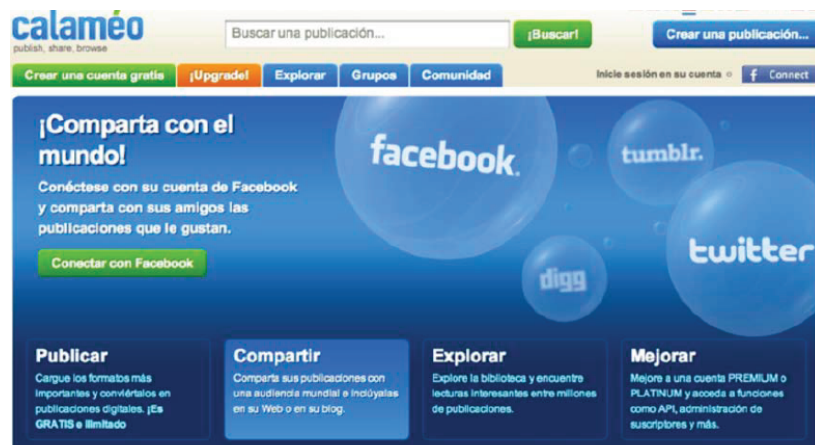 calaméo
publish, share, browse
Buscar una publicación...
¡Buscar!
Crear una publicación...
Crear una cuenta gratis
¡Upgrade!
Explorar
Grupos
Comunidad
Inicie sesión en su cuenta o
f Connect
¡Comparta con el
mundo!
Conéctese con su cuenta de Facebook
y comparta con sus amigos las
publicaciones que le gustan.
Conectar con Facebook
facebook.
tumblr.
twitter
digg
Publicar
Cargue los formatos más
importantes y conviértalos en
publicaciones digitales. ¡Es
GRATIS e ilimitado
Compartir
Comparta sus publicaciones con
una audiencia mundial e inclúyalas
en su Web o en su blog.
Explorar
Explore la biblioteca y encuentre
lecturas interesantes entre millones
de publicaciones.
Mejorar
Mejore a una cuenta PREMIUM o
PLATINUM y acceda a funciones
como API, administración de
suscriptores y más.